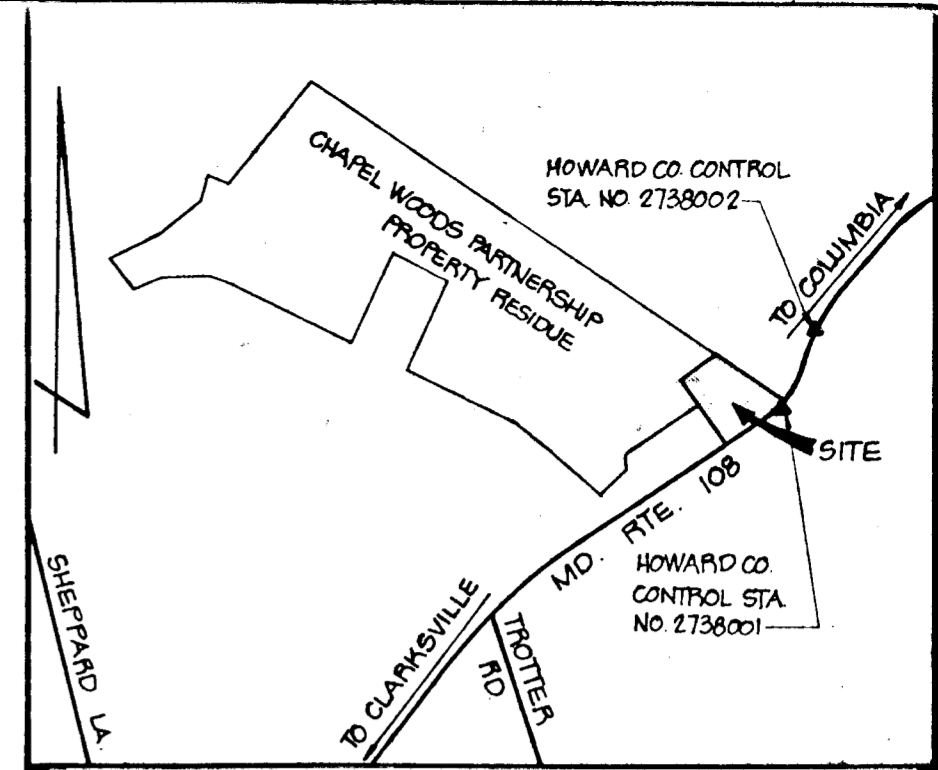 CHAPEL WOODS PARTNERSHIP
PROPERTY RESIDUE
HOWARD CO. CONTROL
STA. NO. 2738002
TO COLUMBIA
SITE
MD. RTE. 108
HOWARD CO.
CONTROL STA.
NO. 2738001
TO CLARKSVILLE
TROTTER
RD.
SHEPPARD LA.